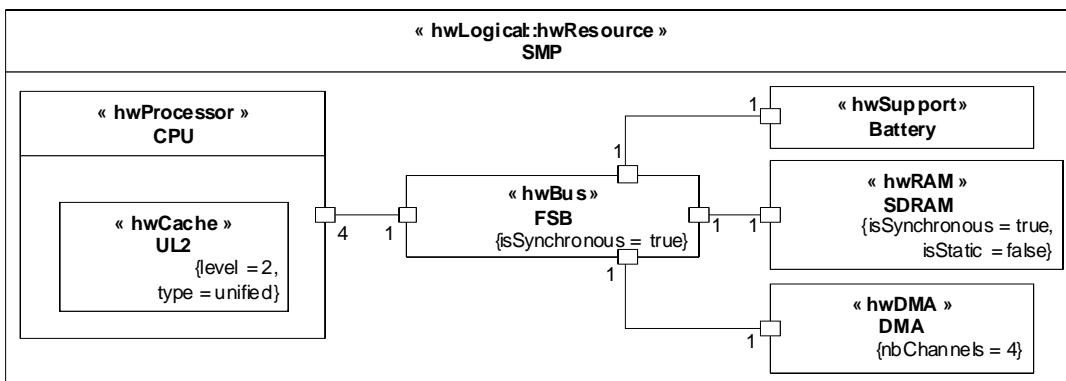 « hwLogical::hwResource »
SMP
« hwProcessor »
CPU
« hwCache »
UL2
{level = 2,
type = unified}
4
1
« hwBus »
FSB
{isSynchronous = true}
1
1
1
1
« hwSupport»
Battery
1
« hwRAM »
SDRAM
{isSynchronous = true,
isStatic = false}
1
« hwDMA »
DMA
{nbChannels = 4}
1